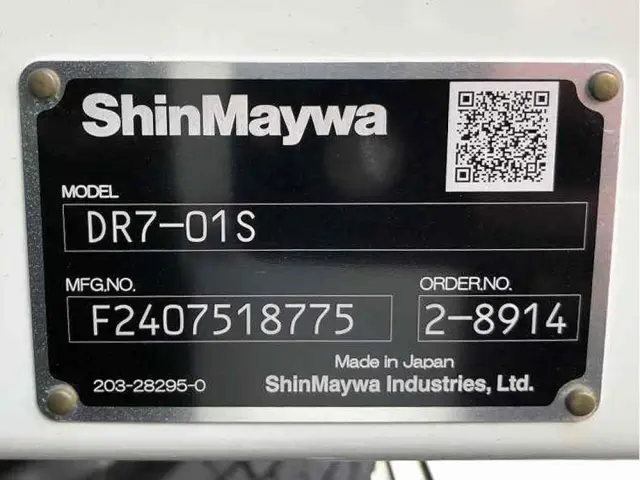 ShinMaywa
MODEL
DR7-01S
MFG.NO. ORDER.NO.
F2407518775 2-8914
Made in Japan
203-28295-0 ShinMaywa Industries, Ltd.